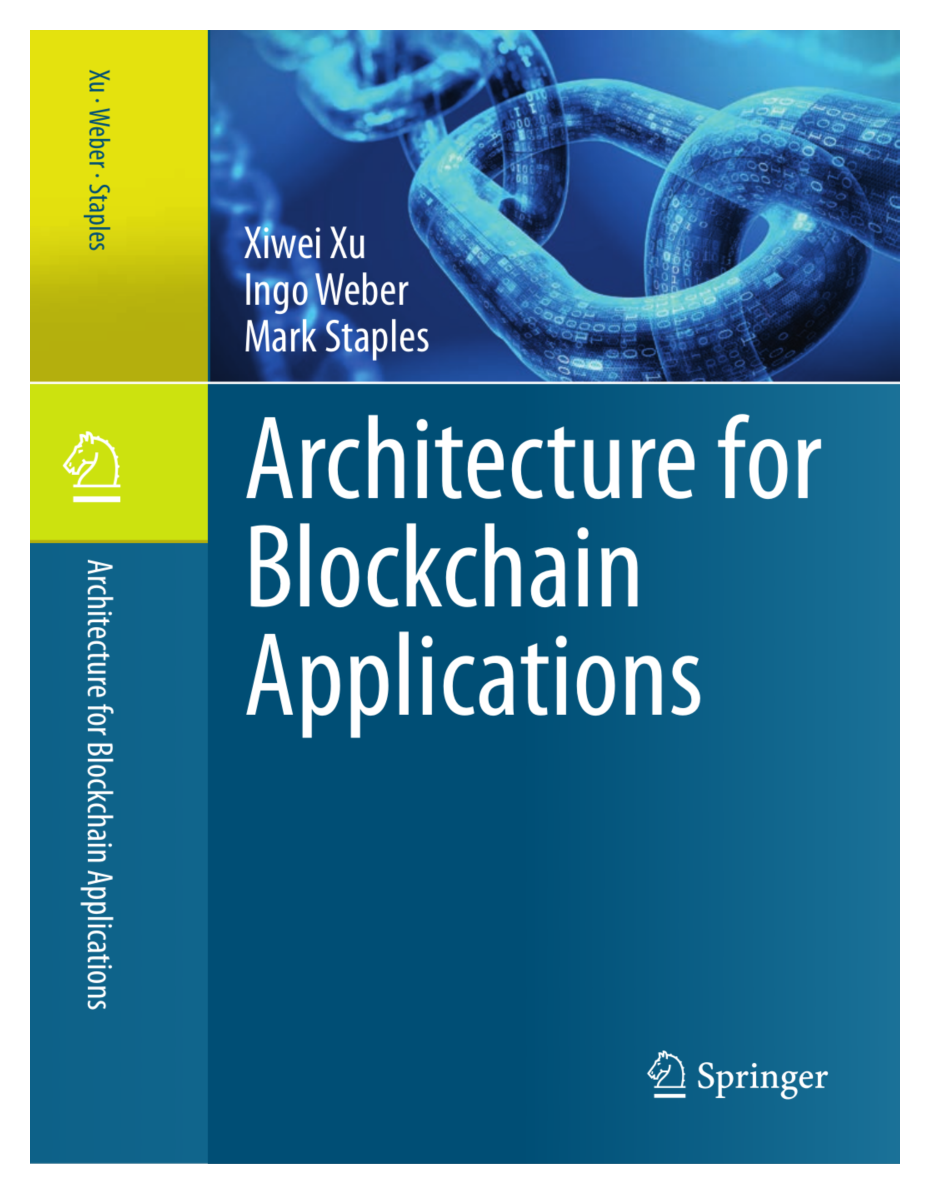 Xu · Weber · Staples
Architecture for Blockchain Applications
Xiwei Xu
Ingo Weber
Mark Staples
Architecture for
Blockchain
Applications
Springer